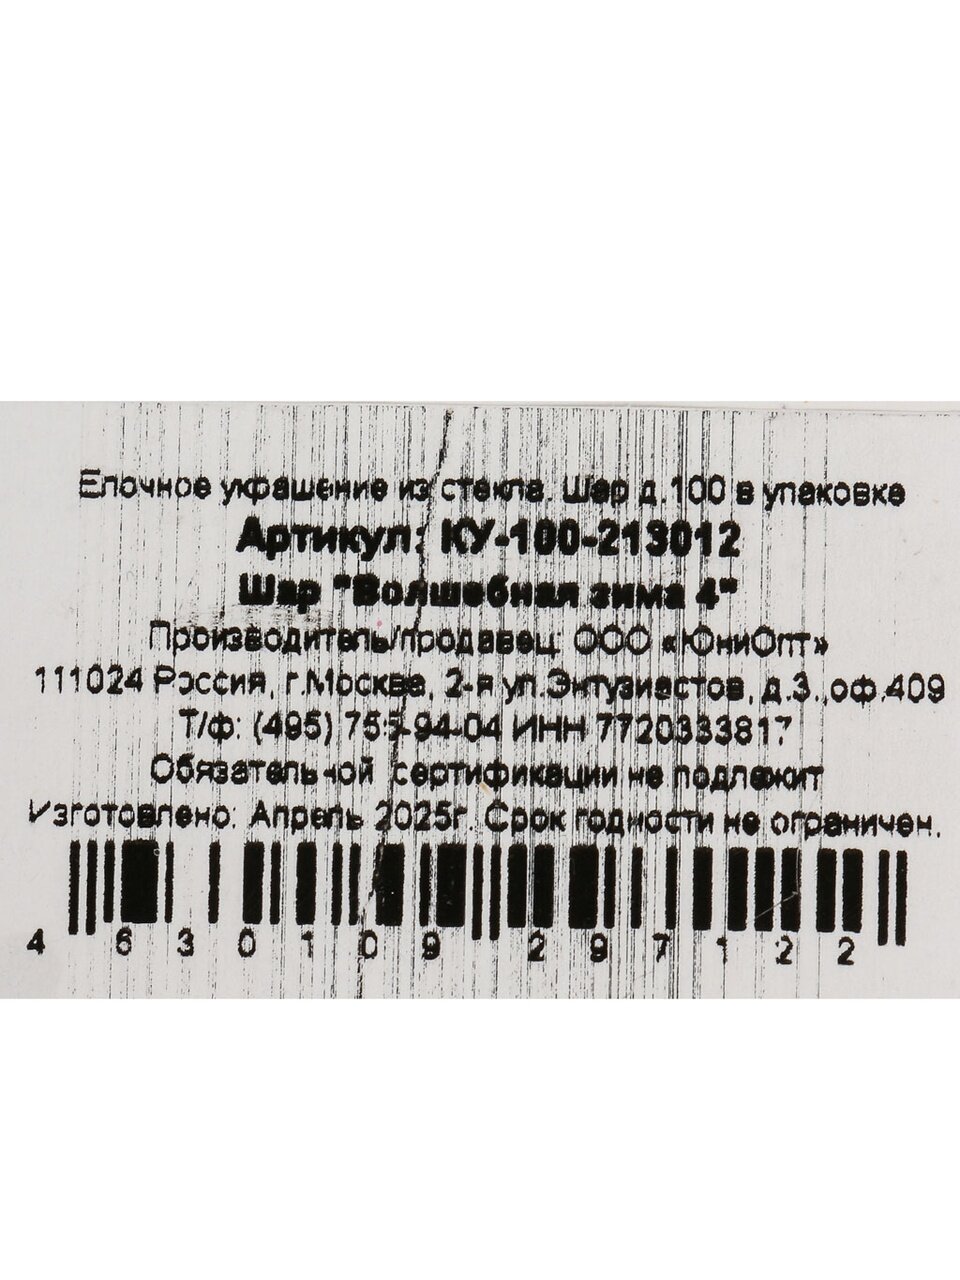 Елочное украшение из стекла. Шар д.100 в упаковке
Артикул: КУ-100-213012
Шар "Волшебная зима 4"
Производитель/продавец: ООО «ЮниОпт»
111024 Россия, г.Москва, 2-я ул.Энтузиастов, д.3.,оф.409
Т/ф: (495) 755-94-04 ИНН 7720333817
Обязательной сертификации не подлежит
Изготовлено: Апрель 2025г. Срок годности не ограничен.
4 630109 297122